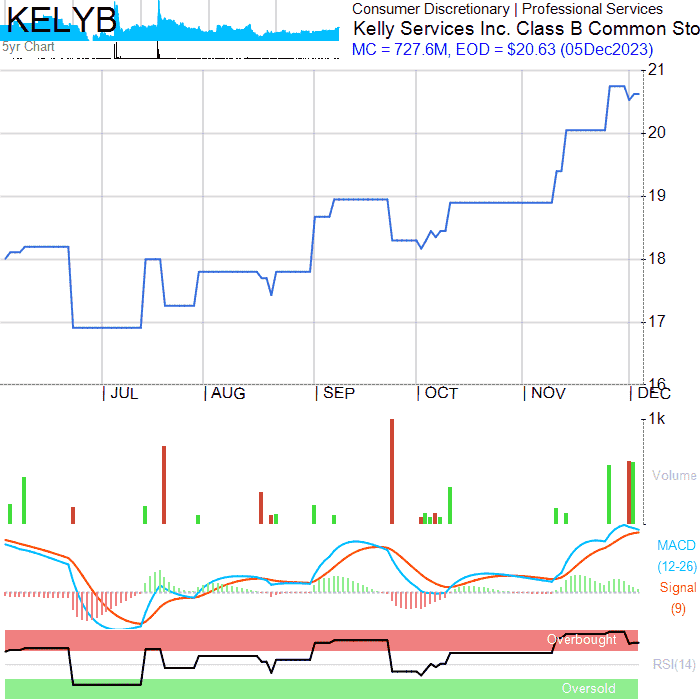 KELYB
5yr Chart
Consumer Discretionary | Professional Services
Kelly Services Inc. Class B Common Sto
MC = 727.6M, EOD = $20.63 (05Dec2023)
21
20
19
18
17
16
| JUL | AUG | SEP | OCT | NOV | DEC
1k
Volume
MACD
(12-26)
Signal
(9)
Overbought
RSI(14)
Oversold